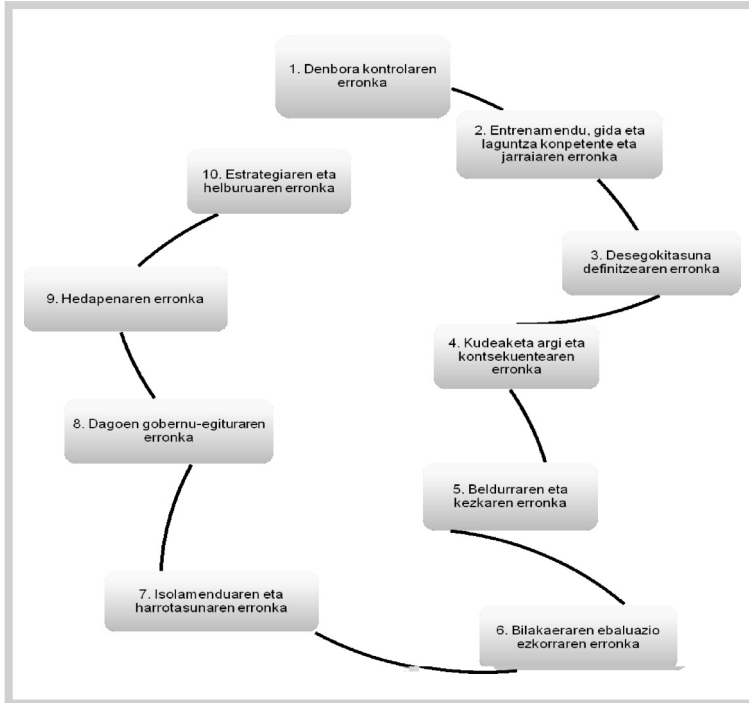 1. Denbora kontrolaren
erronka
2. Entrenamendu, gida eta
laguntza konpetente eta
jarraiaren erronka
3. Desegokitasuna
definitzearen erronka
4. Kudeaketa argi eta
kontsekuentearen
erronka
5. Beldurraren eta
kezkaren erronka
6. Bilakaeraren ebaluazio
ezkorraren erronka
7. Isolamenduaren eta
harrotasunaren erronka
8. Dagoen gobernu-egituraren
erronka
9. Hedapenaren erronka
10. Estrategiaren eta
helburuaren erronka